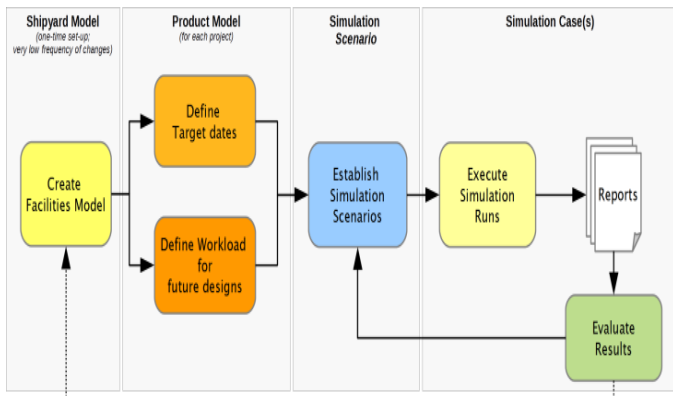 Shipyard Model
(one-time set-up;
very low frequency of changes)
Product Model
(for each project)
Simulation
Scenario
Simulation Case(s)
Define
Target dates
Create
Facilities Model
Define Workload
for
future designs
Establish
Simulation
Scenarios
Execute
Simulation
Runs
Reports
Evaluate
Results